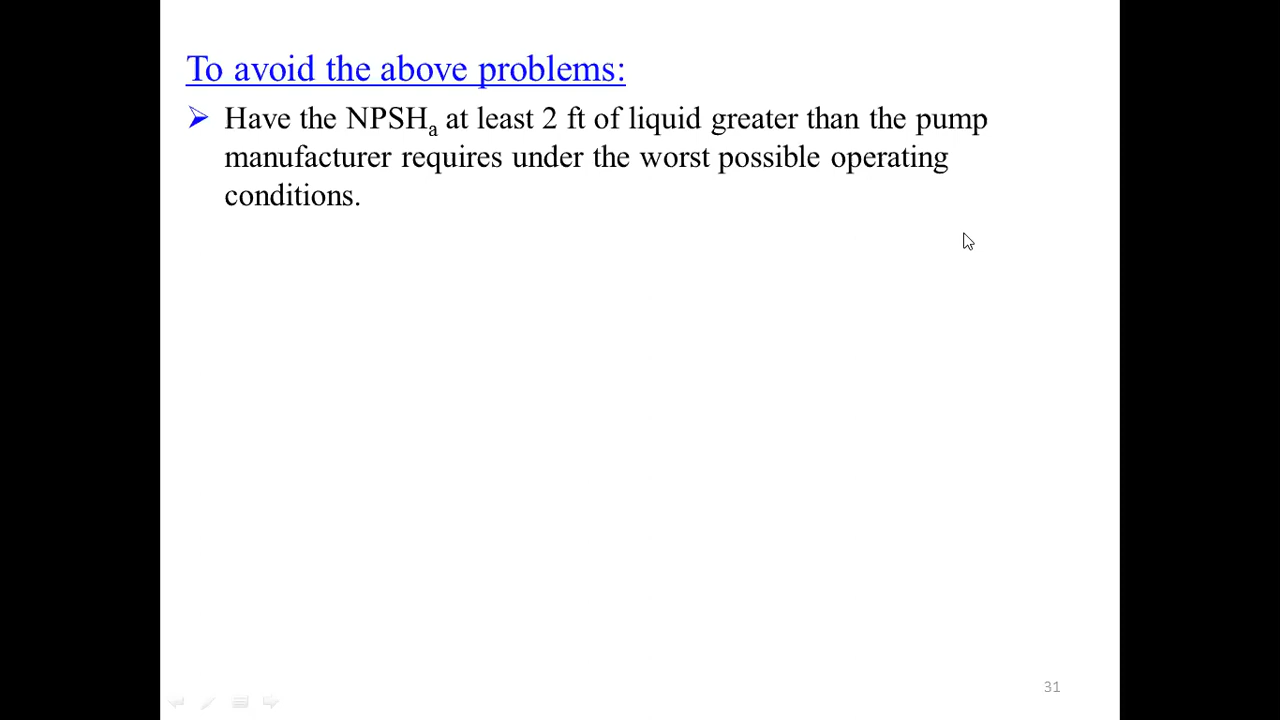 To avoid the above problems:
➢ Have the NPSHa at least 2 ft of liquid greater than the pump
manufacturer requires under the worst possible operating
conditions.
31